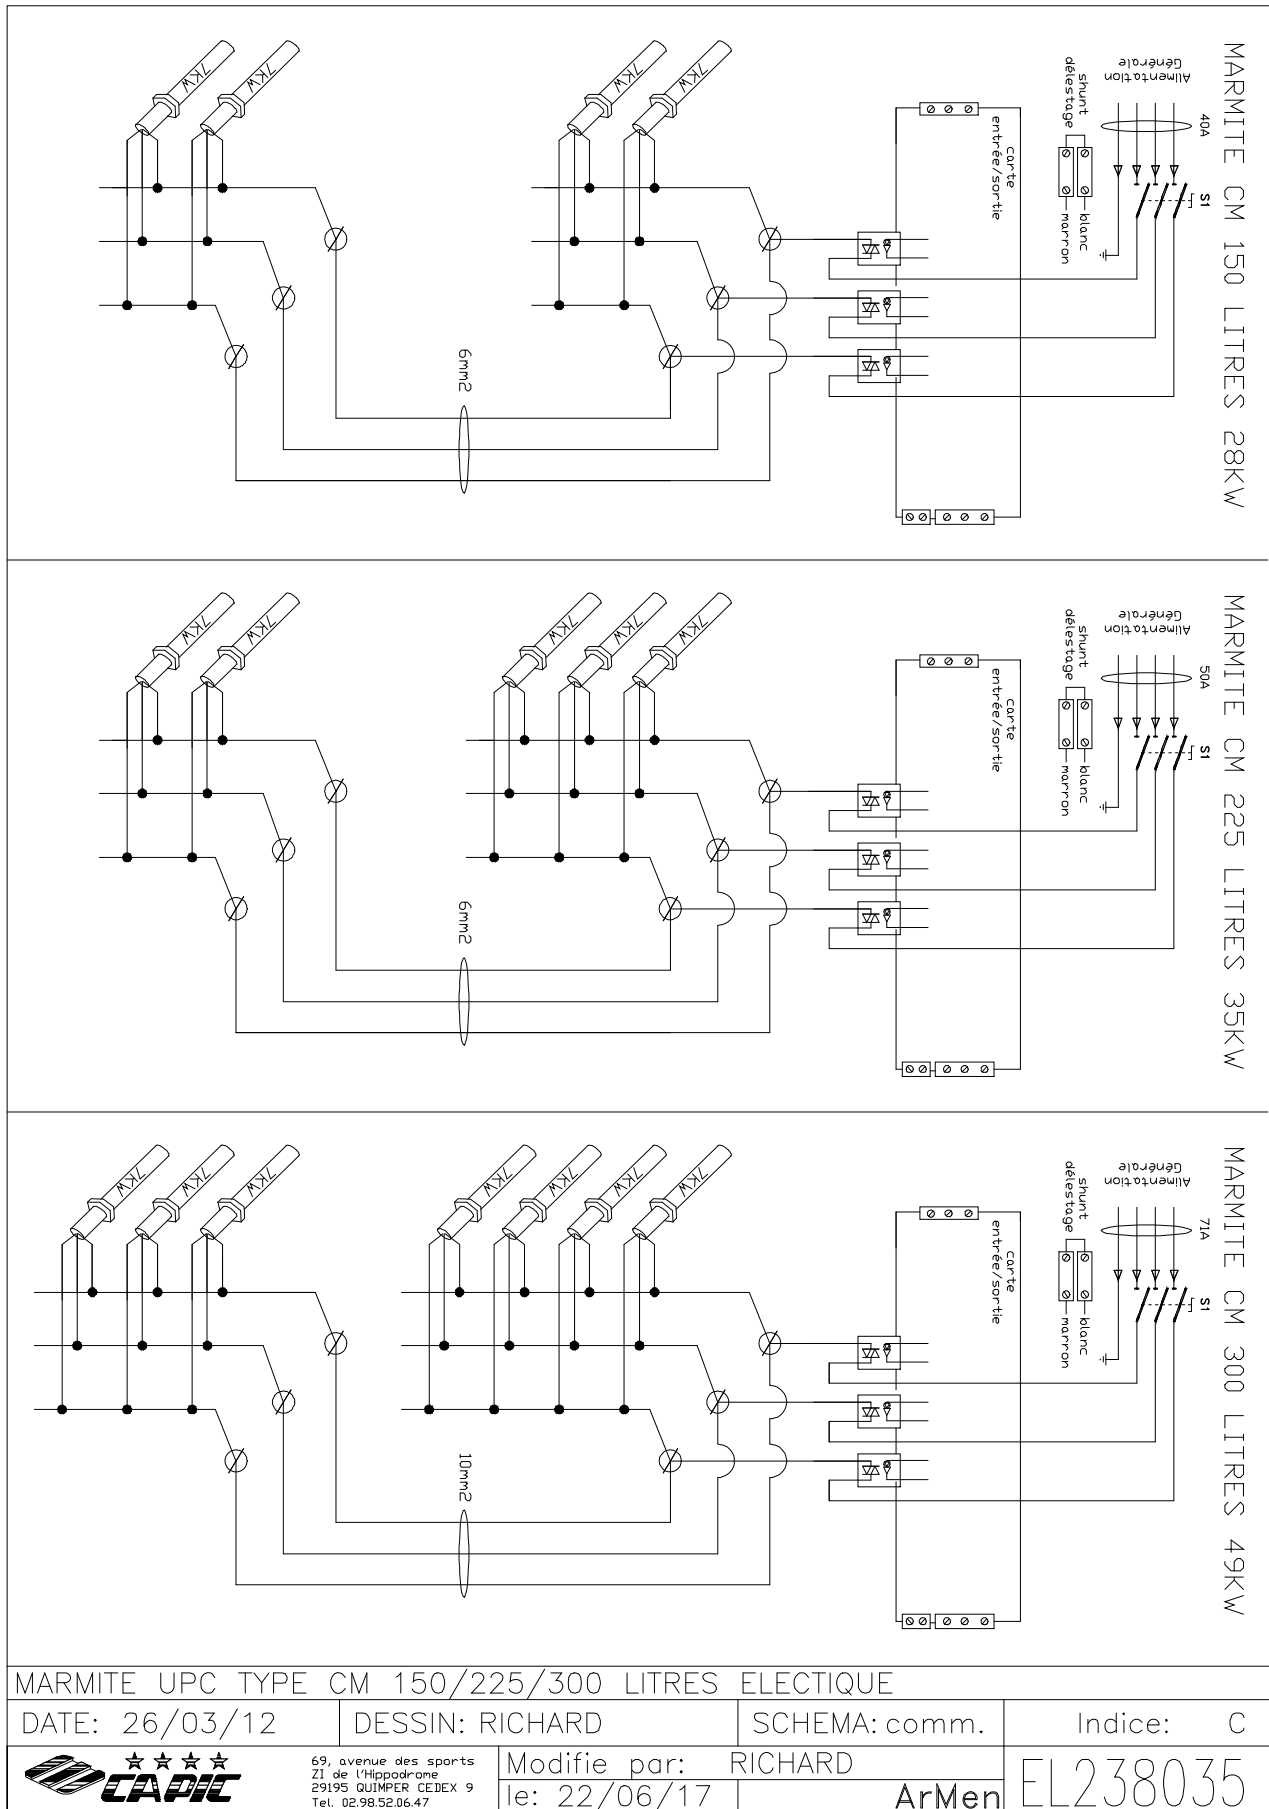 MARMITE CM 150 LITRES 28KW
Alimentation
Générale
40A
S1
shunt
délestage
blanc
marron
carte
entrée/sortie
7KW
7KW
7KW
7KW
6mm2
MARMITE CM 225 LITRES 35KW
Alimentation
Générale
50A
S1
shunt
délestage
blanc
marron
carte
entrée/sortie
7KW
7KW
7KW
7KW
7KW
6mm2
MARMITE CM 300 LITRES 49KW
Alimentation
Générale
71A
S1
shunt
délestage
blanc
marron
carte
entrée/sortie
7KW
7KW
7KW
7KW
7KW
7KW
7KW
10mm2
MARMITE UPC TYPE CM 150/225/300 LITRES ELECTIQUE
DATE: 26/03/12
DESSIN: RICHARD
SCHEMA: comm.
Indice: C
CAPIC
69, avenue des sports
ZI de l'Hippodrome
29195 QUIMPER CEDEX 9
Tel. 02.98.52.06.47
Modifie par: RICHARD
le: 22/06/17
ArMen
EL238035